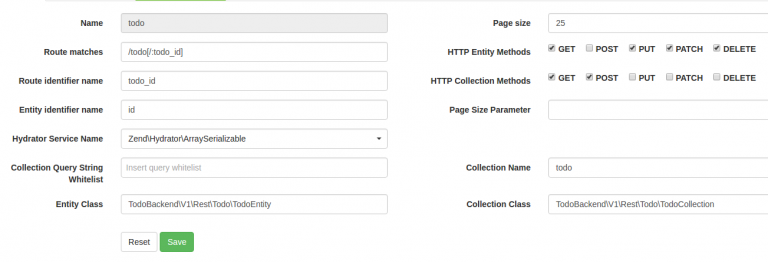 Name todo Page size 25
Route matches /todo[/:todo_id] HTTP Entity Methods GET POST PUT PATCH DELETE
Route identifier name todo_id HTTP Collection Methods GET POST PUT PATCH DELETE
Entity identifier name id Page Size Parameter
Hydrator Service Name Zend\Hydrator\ArraySerializable
Collection Query String Insert query whitelist Collection Name todo
Whitelist
Entity Class TodoBackend\V1\Rest\Todo\TodoEntity Collection Class TodoBackend\V1\Rest\Todo\TodoCollection
Reset Save